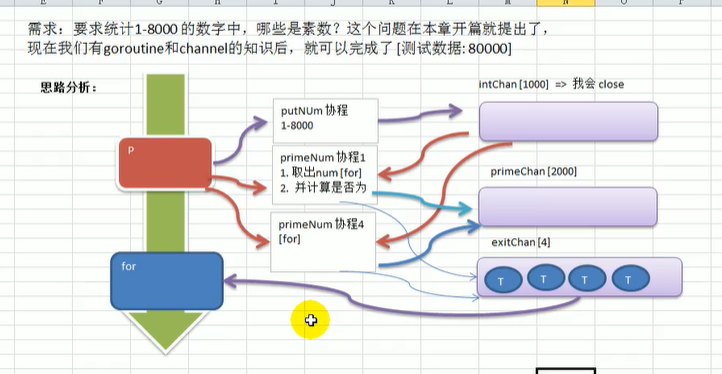 需求：要求统计1-8000 的数字中，哪些是素数？这个问题在本章开篇就提出了，
现在我们有goroutine和channel的知识后，就可以完成了 [测试数据: 80000]
思路分析：
intChan [1000] => 我会 close
putNUm 协程
1-8000
P
primeNum 协程1
1. 取出num [for]
2. 并计算是否为
primeChan [2000]
primeNum 协程4
[for]
exitChan [4]
for
T T T T